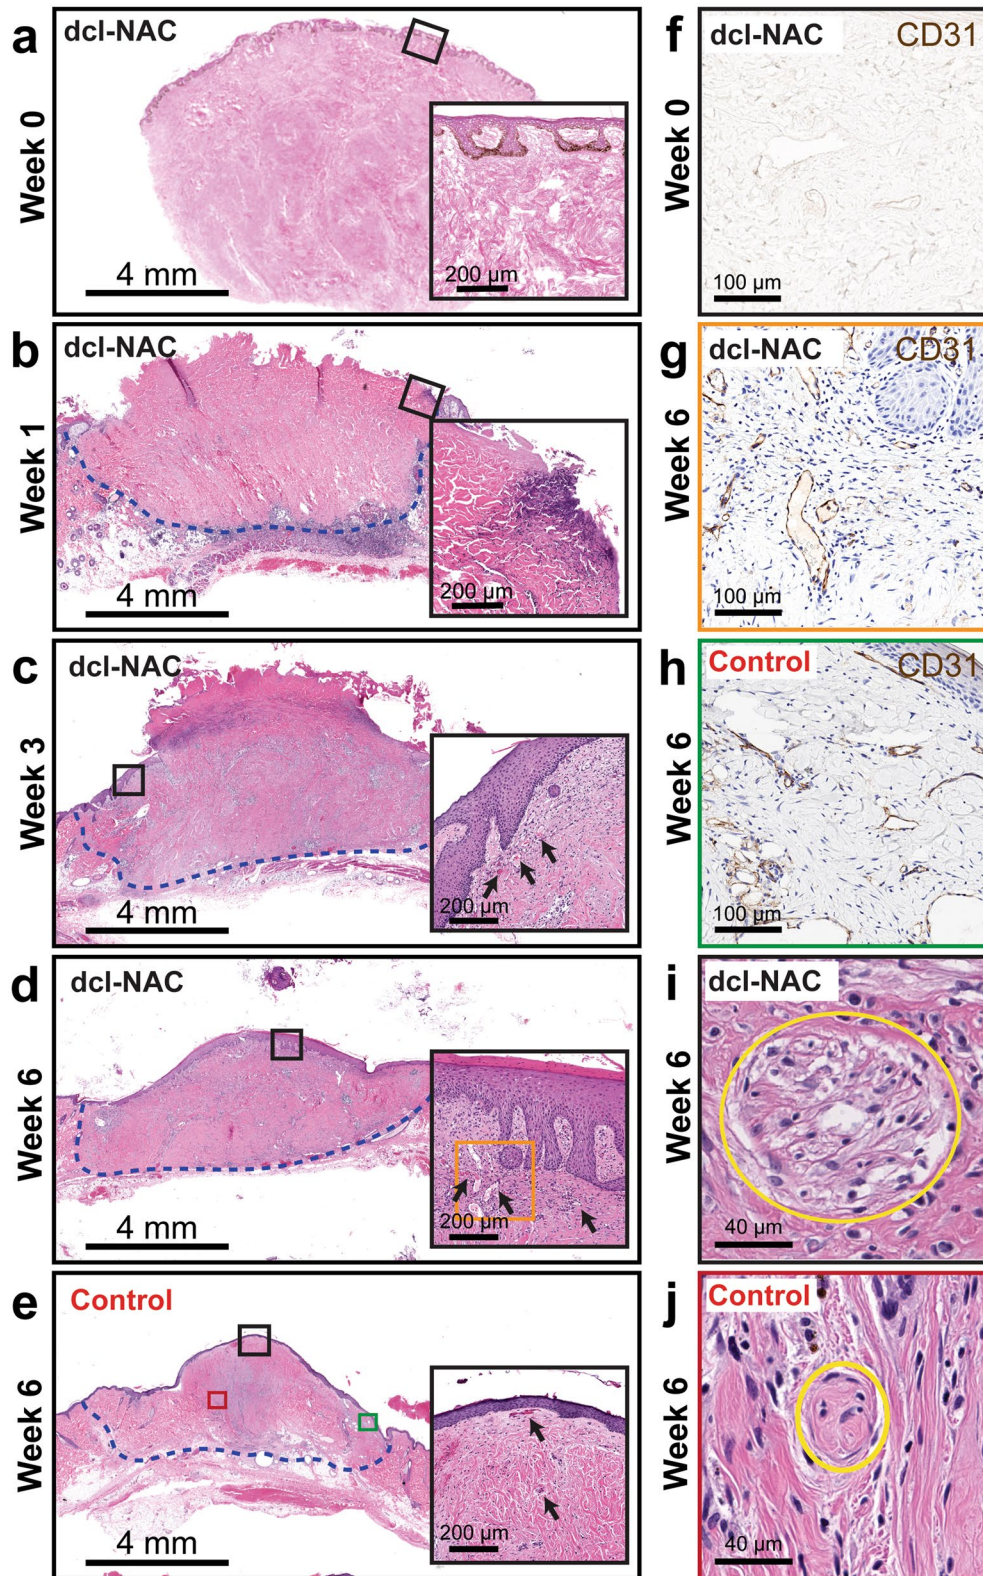 a
dcl-NAC
Week 0
4 mm
200 µm
f
dcl-NAC
CD31
Week 0
100 µm
b
dcl-NAC
Week 1
4 mm
200 µm
g
dcl-NAC
CD31
Week 6
100 µm
c
dcl-NAC
Week 3
4 mm
200 µm
h
Control
CD31
Week 6
100 µm
d
dcl-NAC
Week 6
4 mm
200 µm
i
dcl-NAC
Week 6
40 µm
e
Control
Week 6
4 mm
200 µm
j
Control
Week 6
40 µm